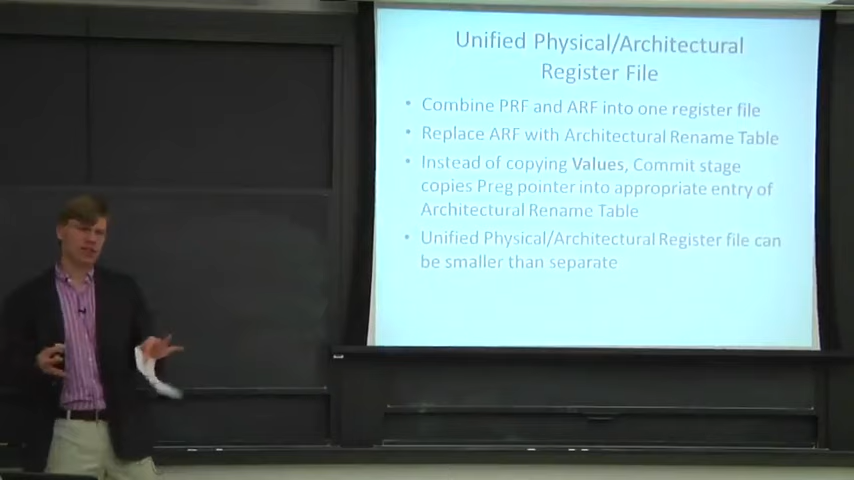 Unified Physical/Architectural
Register File
• Combine PRF and ARF into one register file
• Replace ARF with Architectural Rename Table
• Instead of copying Values, Commit stage
copies Preg pointer into appropriate entry of
Architectural Rename Table
• Unified Physical/Architectural Register file can
be smaller than separate